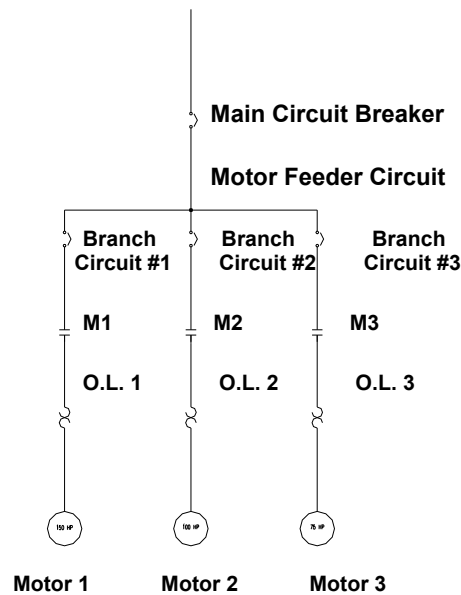 Main Circuit Breaker
Motor Feeder Circuit
Branch
Circuit #1
Branch
Circuit #2
Branch
Circuit #3
M1
M2
M3
O.L. 1
O.L. 2
O.L. 3
150 HP
100 HP
75 HP
Motor 1
Motor 2
Motor 3